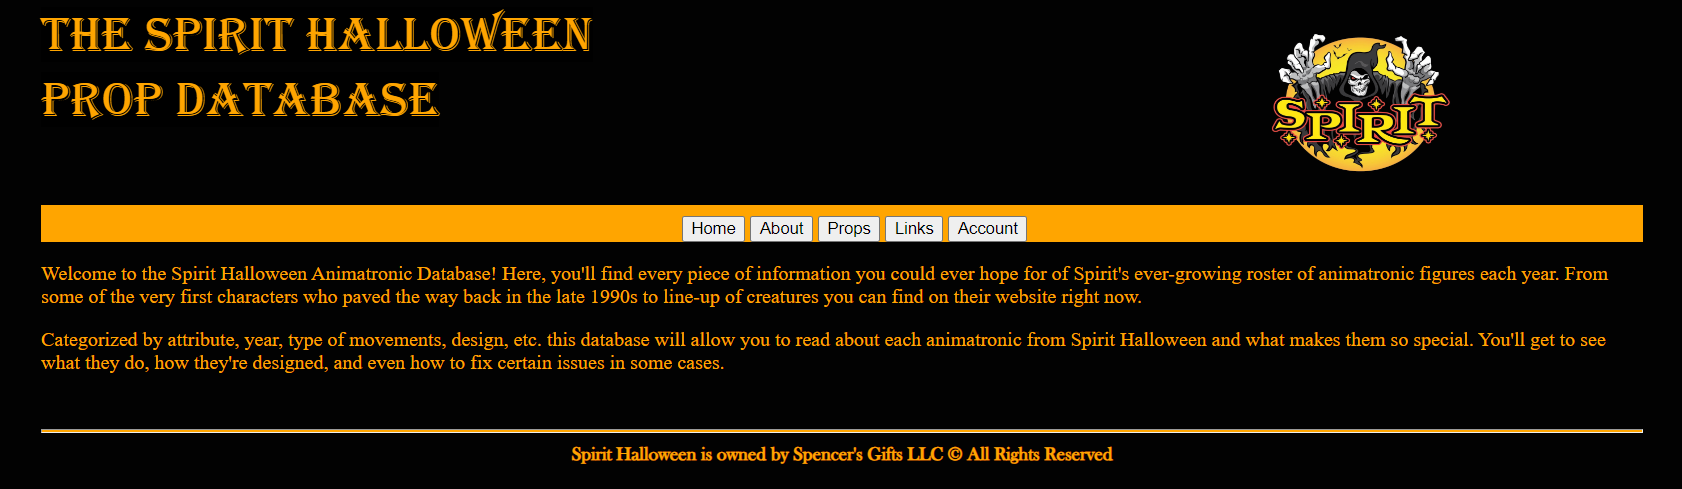 THE SPIRIT HALLOWEEN
PROP DATABASE
SPIRIT
Home About Props Links Account
Welcome to the Spirit Halloween Animatronic Database! Here, you'll find every piece of information you could ever hope for of Spirit's ever-growing roster of animatronic figures each year. From
some of the very first characters who paved the way back in the late 1990s to line-up of creatures you can find on their website right now.
Categorized by attribute, year, type of movements, design, etc. this database will allow you to read about each animatronic from Spirit Halloween and what makes them so special. You'll get to see
what they do, how they're designed, and even how to fix certain issues in some cases.
Spirit Halloween is owned by Spencer's Gifts LLC © All Rights Reserved